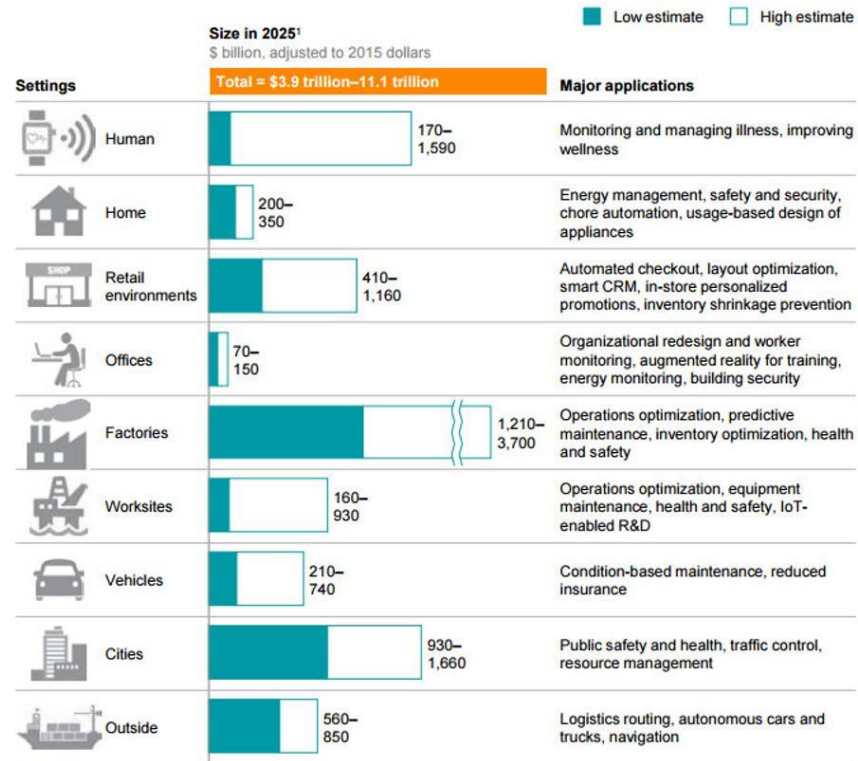 Low estimate High estimate
Size in 2025¹
$ billion, adjusted to 2015 dollars
Settings Total = $3.9 trillion–11.1 trillion Major applications
Human
170–
1,590
Monitoring and managing illness, improving
wellness
Home
200–
350
Energy management, safety and security,
chore automation, usage-based design of
appliances
SHOP
Retail
environments
410–
1,160
Automated checkout, layout optimization,
smart CRM, in-store personalized
promotions, inventory shrinkage prevention
Offices
70–
150
Organizational redesign and worker
monitoring, augmented reality for training,
energy monitoring, building security
Factories
1,210–
3,700
Operations optimization, predictive
maintenance, inventory optimization, health
and safety
Worksites
160–
930
Operations optimization, equipment
maintenance, health and safety, IoT-
enabled R&D
Vehicles
210–
740
Condition-based maintenance, reduced
insurance
Cities
930–
1,660
Public safety and health, traffic control,
resource management
Outside
560–
850
Logistics routing, autonomous cars and
trucks, navigation